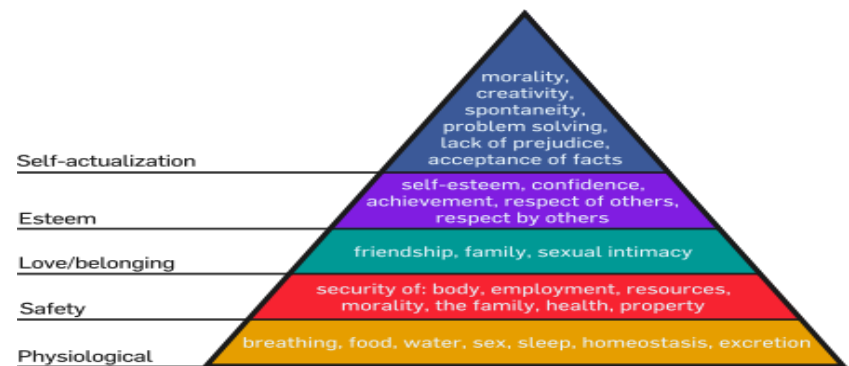 morality,
creativity,
spontaneity,
problem solving,
lack of prejudice,
acceptance of facts
Self-actualization
self-esteem, confidence,
achievement, respect of others,
respect by others
Esteem
friendship, family, sexual intimacy
Love/belonging
security of: body, employment, resources,
morality, the family, health, property
Safety
breathing, food, water, sex, sleep, homeostasis, excretion
Physiological